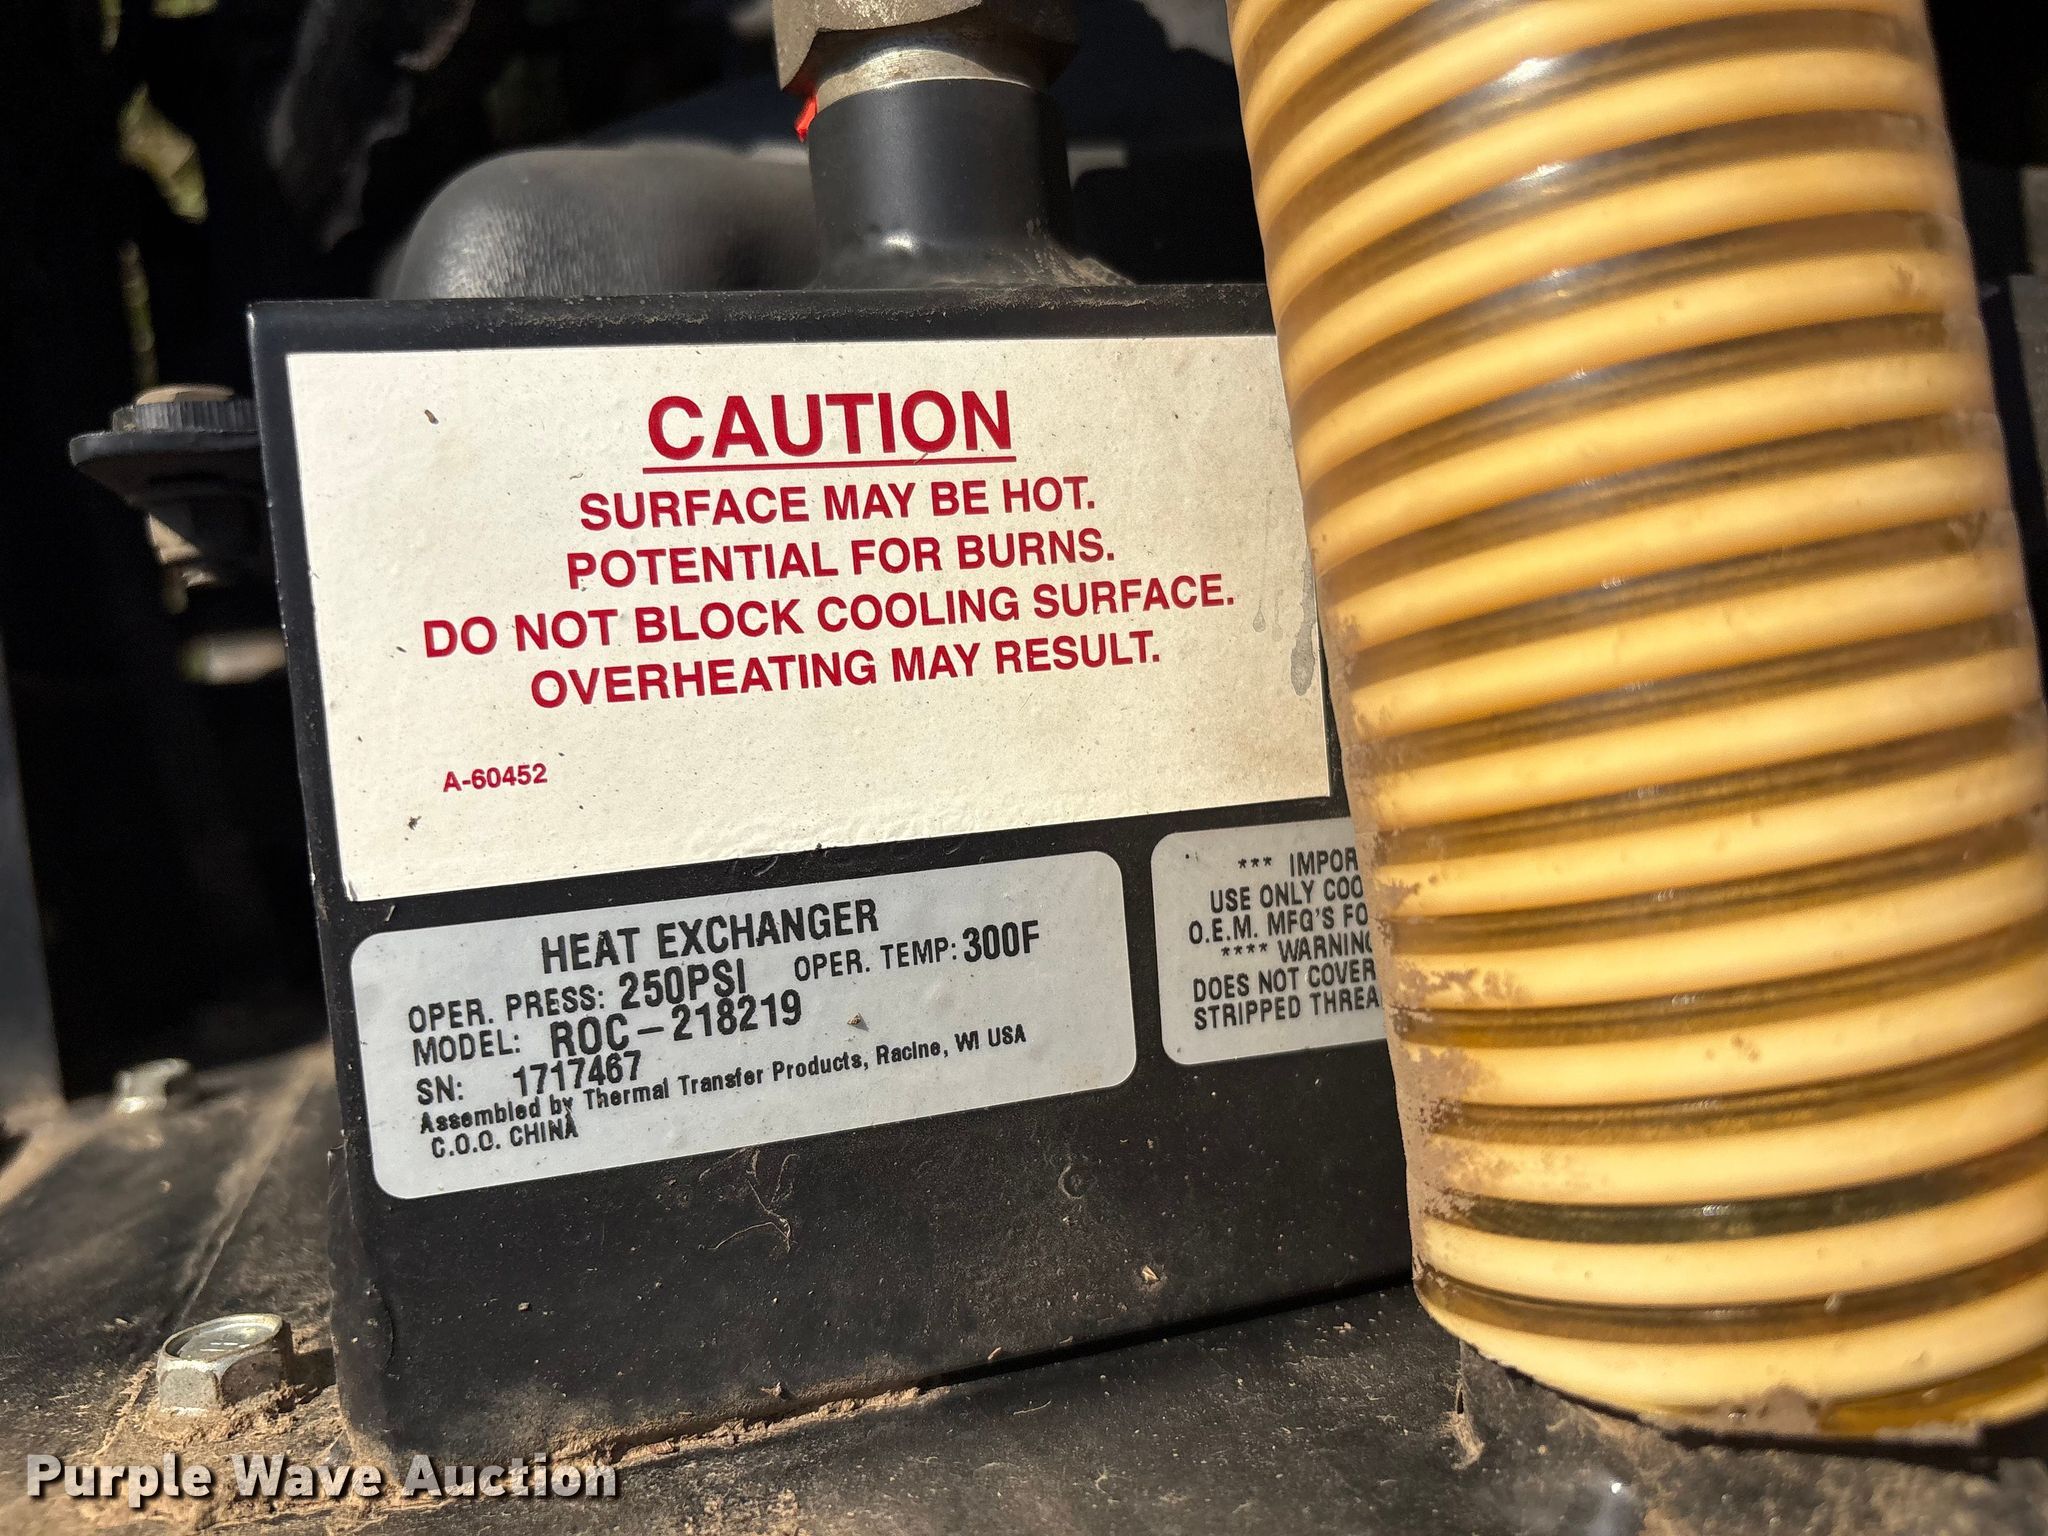 CAUTION
SURFACE MAY BE HOT.
POTENTIAL FOR BURNS.
DO NOT BLOCK COOLING SURFACE.
OVERHEATING MAY RESULT.
A-60452
HEAT EXCHANGER
OPER. PRESS: 250PSI OPER. TEMP: 300F
MODEL: ROC-218219
SN: 1717467
Assembled by Thermal Transfer Products, Racine, WI USA
C.O.O. CHINA
*** IMPOR
USE ONLY COO
O.E.M. MFG'S FO
**** WARNING
DOES NOT COVER
STRIPPED THREA
Purple Wave Auction